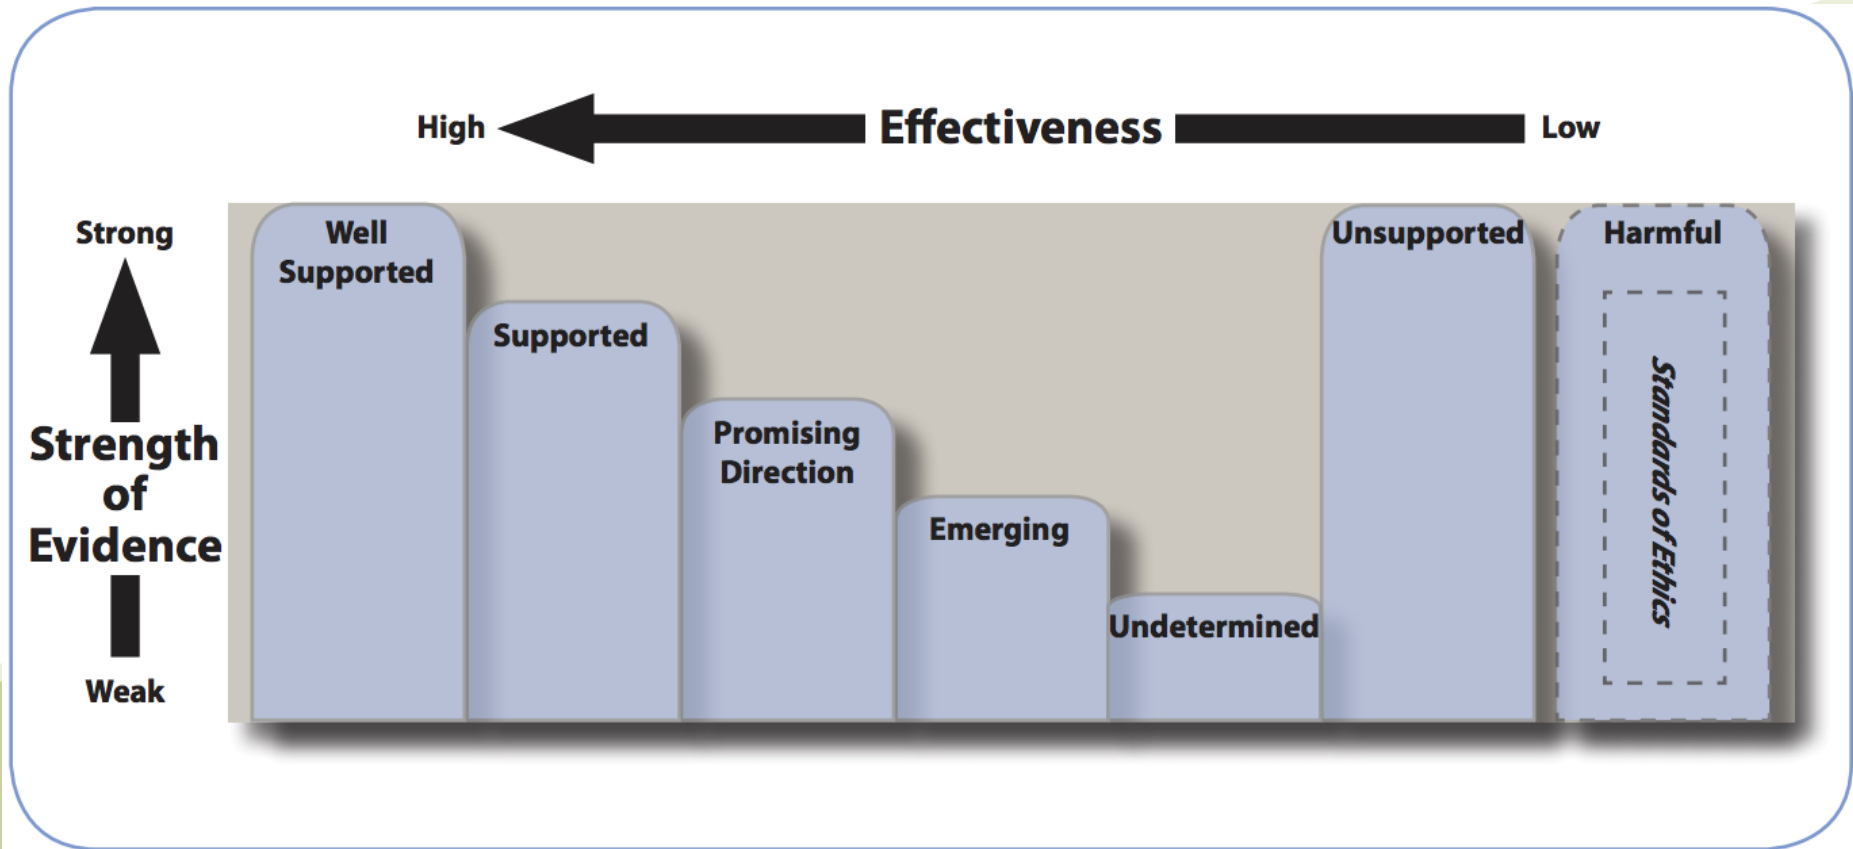 High
Effectiveness
Low
Strong
Strength
of
Evidence
Weak
Well
Supported
Supported
Promising
Direction
Emerging
Undetermined
Unsupported
Harmful
Standards of Ethics